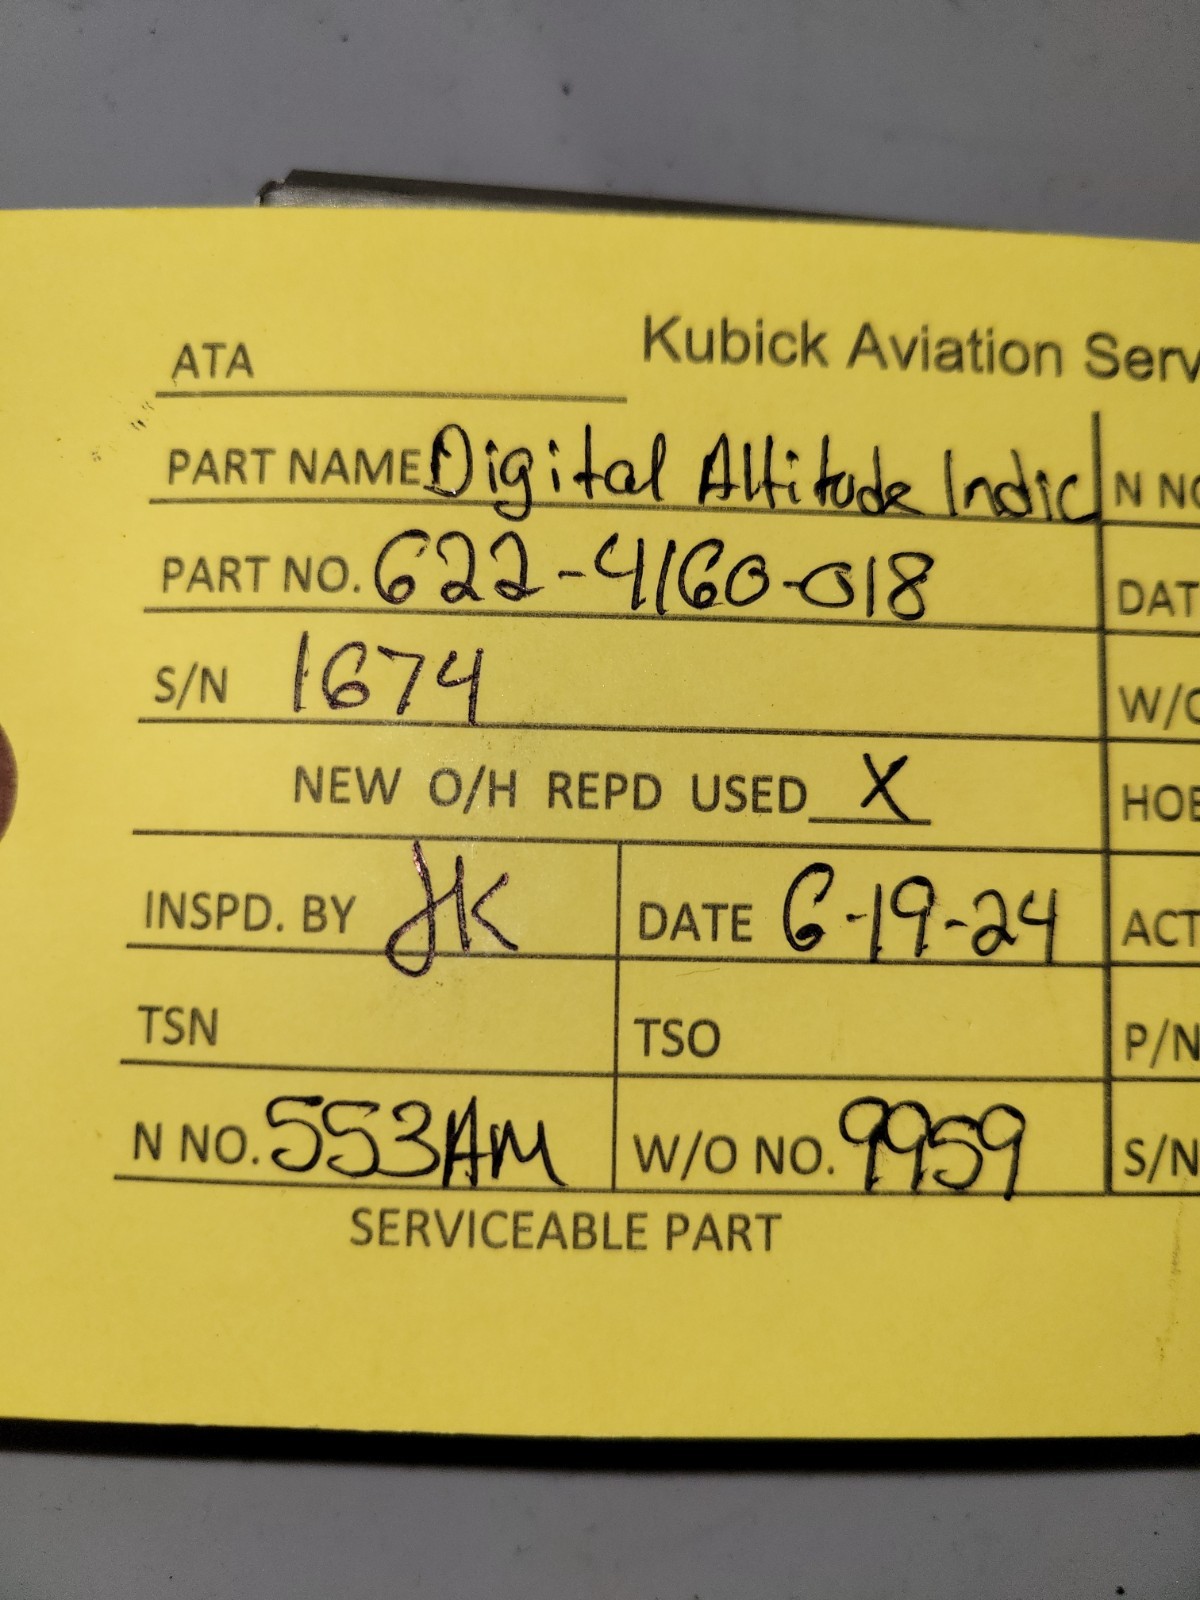 ATA Kubick Aviation Serv
PART NAME Digital Altitude Indic N NO
PART NO. 622-4160-018 DAT
S/N 1674 W/O
NEW O/H REPD USED X HOB
INSPD. BY JK DATE 6-19-24 ACT
TSN TSO P/N
N NO. 553AM W/O NO. 9959 S/N
SERVICEABLE PART